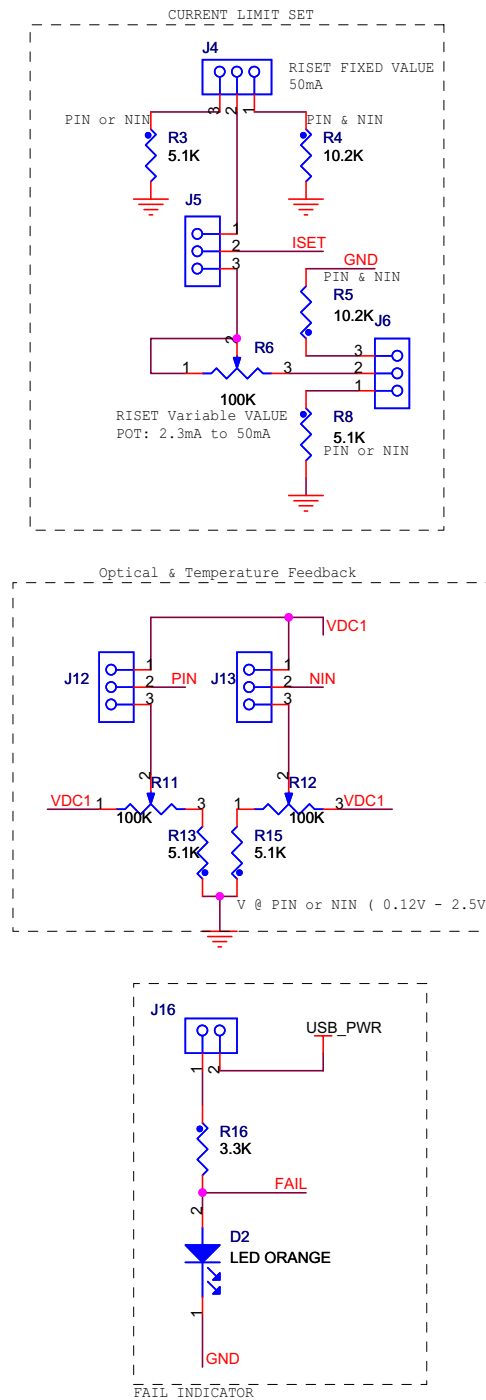 CURRENT LIMIT SET
J4
RISET FIXED VALUE
50mA
3 2 1
PIN or NIN
PIN & NIN
R3
5.1K
R4
10.2K
J5
1
2
3
ISET
GND
PIN & NIN
R5
10.2K
J6
2
R6
1
3
3
2
1
100K
RISET Variable VALUE
POT: 2.3mA to 50mA
R8
5.1K
PIN or NIN
Optical & Temperature Feedback
VDC1
J12
1
2
3
PIN
J13
1
2
3
NIN
2
R11
2
R12
VDC1
1
3
1
3
VDC1
100K
100K
R13
5.1K
R15
5.1K
V @ PIN or NIN ( 0.12V - 2.5V
J16
USB_PWR
1
2
R16
3.3K
FAIL
2
D2
LED ORANGE
1
GND
FAIL INDICATOR